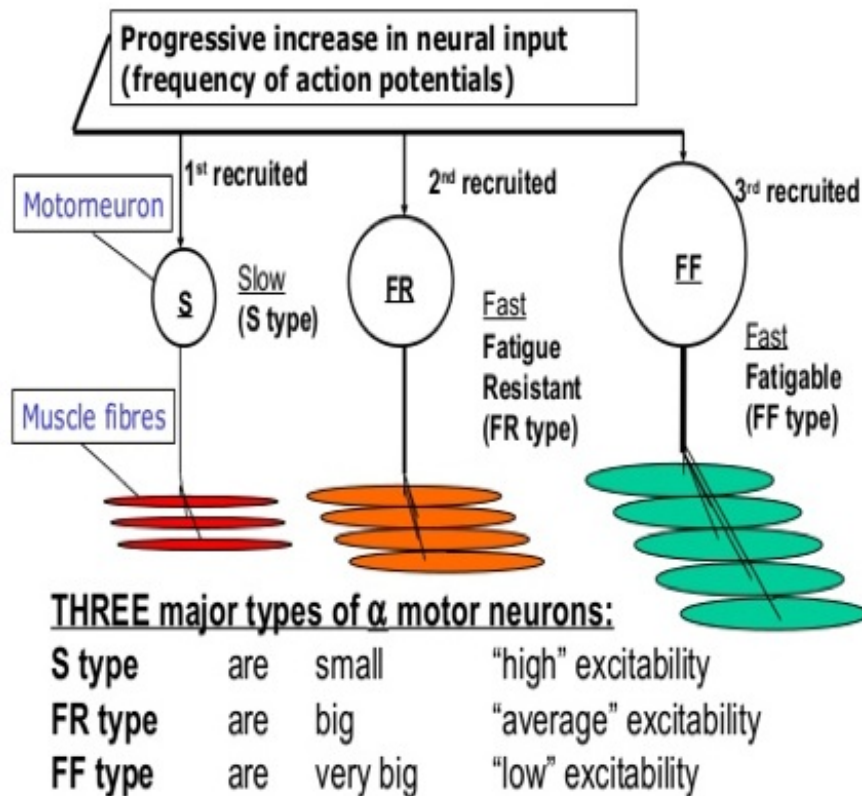 Progressive increase in neural input
(frequency of action potentials)
1st recruited
2nd recruited
3rd recruited
Motorneuron
S
Slow
(S type)
FR
Fast
Fatigue
Resistant
(FR type)
FF
Fast
Fatigable
(FF type)
Muscle fibres
THREE major types of α motor neurons:
S type are small “high” excitability
FR type are big “average” excitability
FF type are very big “low” excitability